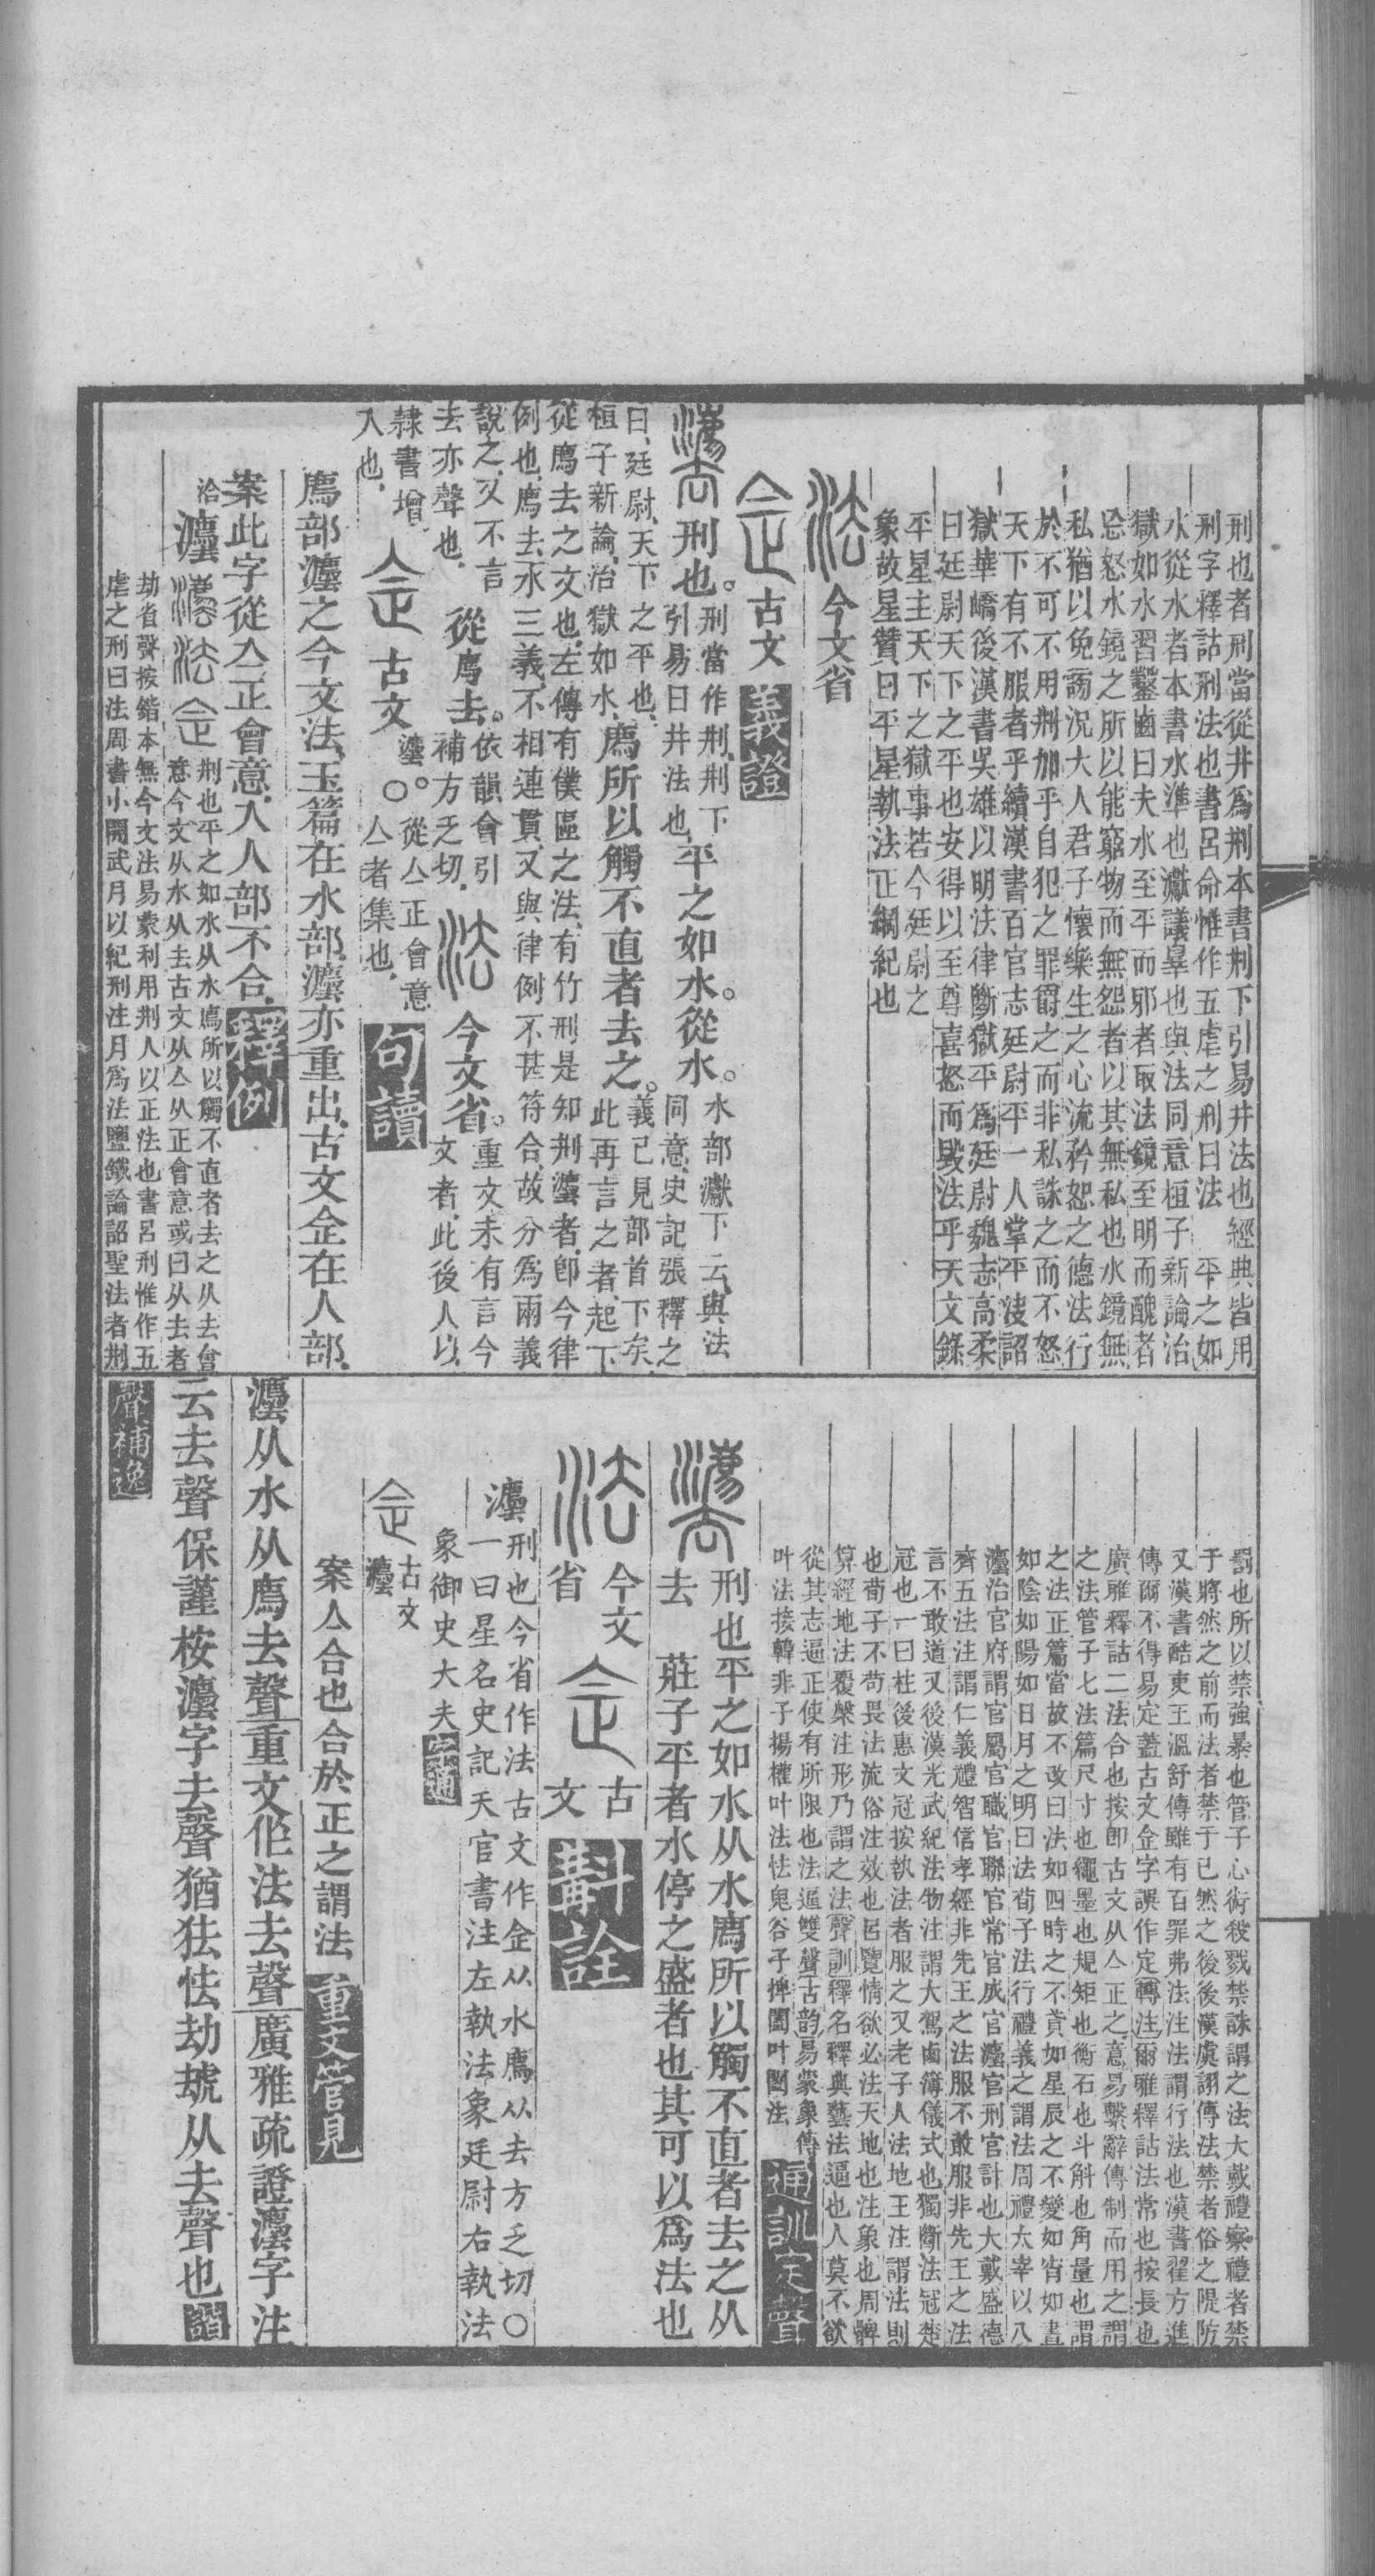 刑也者刑當從井爲荆本書荆下引易井法也經典皆用
刑字釋詁刑法也書呂命惟作五虐之刑曰法　平之如
水從水者本書水準也灋議辠也與法同意桓子新論治
獄如水習鑿齒曰夫水至平而邪者取法鏡至明而醜者
忘怒水鏡之所以能窮物而無怨者以其無私也水鏡無
私猶以免謗況大人君子懷樂生之心流矜恕之德法行
於不可不用荆加乎自犯之罪爵之而非私誅之而不怒
天下有不服者乎續漢書百官志廷尉平一人掌平決詔
獄華嶠後漢書吳雄以明法律斷獄平爲廷尉魏志高柔
曰廷尉天下之平也安得以至尊喜怒而毀法乎天文錄
平星主天下之獄事若今廷尉之
象故星贊曰平星執法正綱紀也
法今文省
佱古文 義證
灋刑也。刑當作荆、荆下
引易曰井法也、平之如水。從水。水部灋下云、與法
同意、史記張釋之
曰、廷尉、天下之平也、
桓子新論、治獄如水、廌所以觸不直者去之。義已見部首下矣、
此再言之者、起下
從廌去之文也、左傳有僕區之法、有竹刑是知荆灋者、卽今律
例也、廌去水三義、不相連貫、又與律例不甚符合、故分爲兩義
說之、又不言
去亦聲也、從廌去。依韻會引
補方乏切、法今文省。重文未有言今
文者、此後人以
隸書增
入也、佱古文灋。○從亼正會意
亼者集也、句讀
廌部灋之今文法、玉篇在水部、灋亦重出、古文佱在人部、
案此字從亼正會意、入人部不合、釋例
洽灋法佱荆也平之如水从水廌所以觸不直者去之从去會
意今文从水从去古文从亼从正會意或曰从去者
劫省聲按鍇本無今文法易蒙利用荆人以正法也書呂刑惟作五
虐之刑曰法周書小開武月以紀刑注月爲法鹽鐵論詔聖法者荆
罰也所以禁強暴也管子心術殺戮禁誅謂之法大戴禮察禮者禁
于將然之前而法者禁于已然之後後漢虞詡傳法禁者俗之隄防
又漢書酷吏王溫舒傳雖有百罪弗法注法謂行法也漢書翟方進
傳爾不得易定蓋古文佱字誤作定轉注爾雅釋詁法常也按長也
廣雅釋詁二法合也按卽古文从亼正之意易繫辭傳制而用之謂
之法管子七法篇尺寸也繩墨也規矩也衡石也斗斛也角量也謂
之法正篇當故不改曰法如四時之不貣如星辰之不變如宵如晝
如陰如陽如日月之明曰法荀子法行禮義之謂法周禮太宰以八
灋治官府謂官屬官職官聯官常官成官灋官刑官計也大戴盛德
齊五法注謂仁義禮智信孝經非先王之法服不敢服非先王之法
言不敢道又後漢光武紀法物注謂大駕鹵簿儀式也獨斷法冠楚
冠也一曰柱後惠文冠按執法者服之又老子人法地王注謂法則
也荀子不苟畏法流俗注效也呂覽情欲必法天地也注象也周髀
算經地法覆槃注形乃謂之法聲訓釋名釋典藝法逼也人莫不欲
從其志逼正使有所限也法逼雙聲古韵易蒙象傳
叶法接韓非子揚權叶法怯鬼谷子捭闔叶闔法 通訓定聲
灋刑也平之如水从水廌所以觸不直者去之从
去　莊子平者水停之盛者也其可以爲法也
法今文
省 佱古
文 斠詮
灋刑也今省作法古文作佱从水廌从去方乏切○
一曰星名史記天官書注左執法象廷尉右執法
象御史大夫
佱古文
灋
案亼合也合於正之謂法 重文管見
灋从水从廌去聲重文作法去聲廣雅疏證灋字注
云去聲保謹桉灋字去聲猶㹤怯劫㧁从去聲也 諧
聲補逸